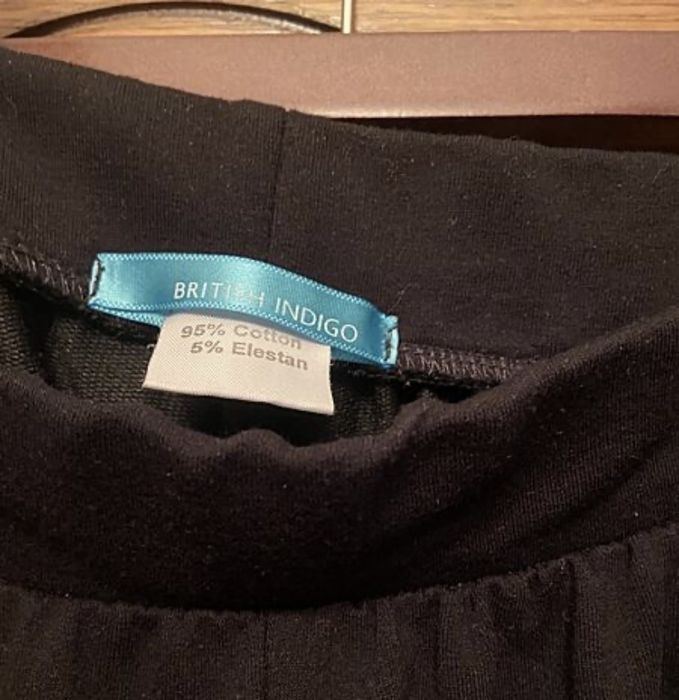 BRITISH INDIGO
95% Cotton
5% Elestan